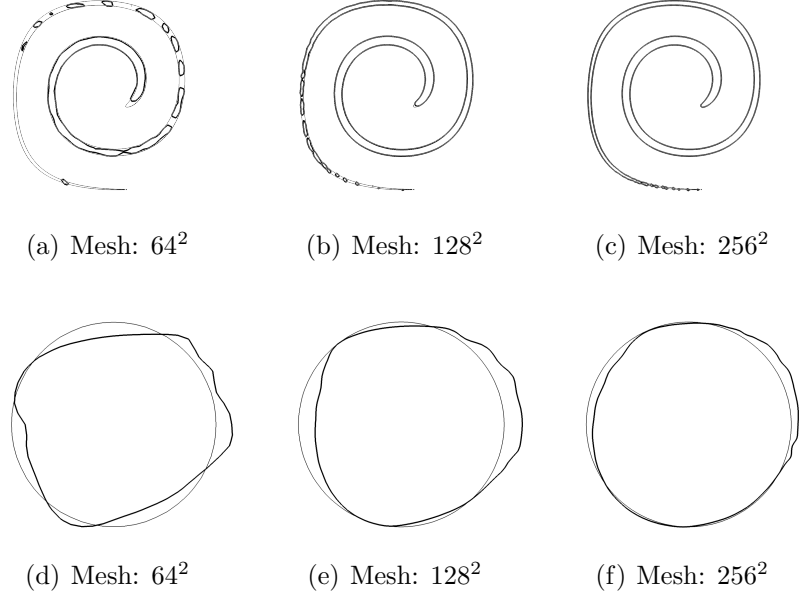 (a) Mesh: 64²
(b) Mesh: 128²
(c) Mesh: 256²
(d) Mesh: 64²
(e) Mesh: 128²
(f) Mesh: 256²